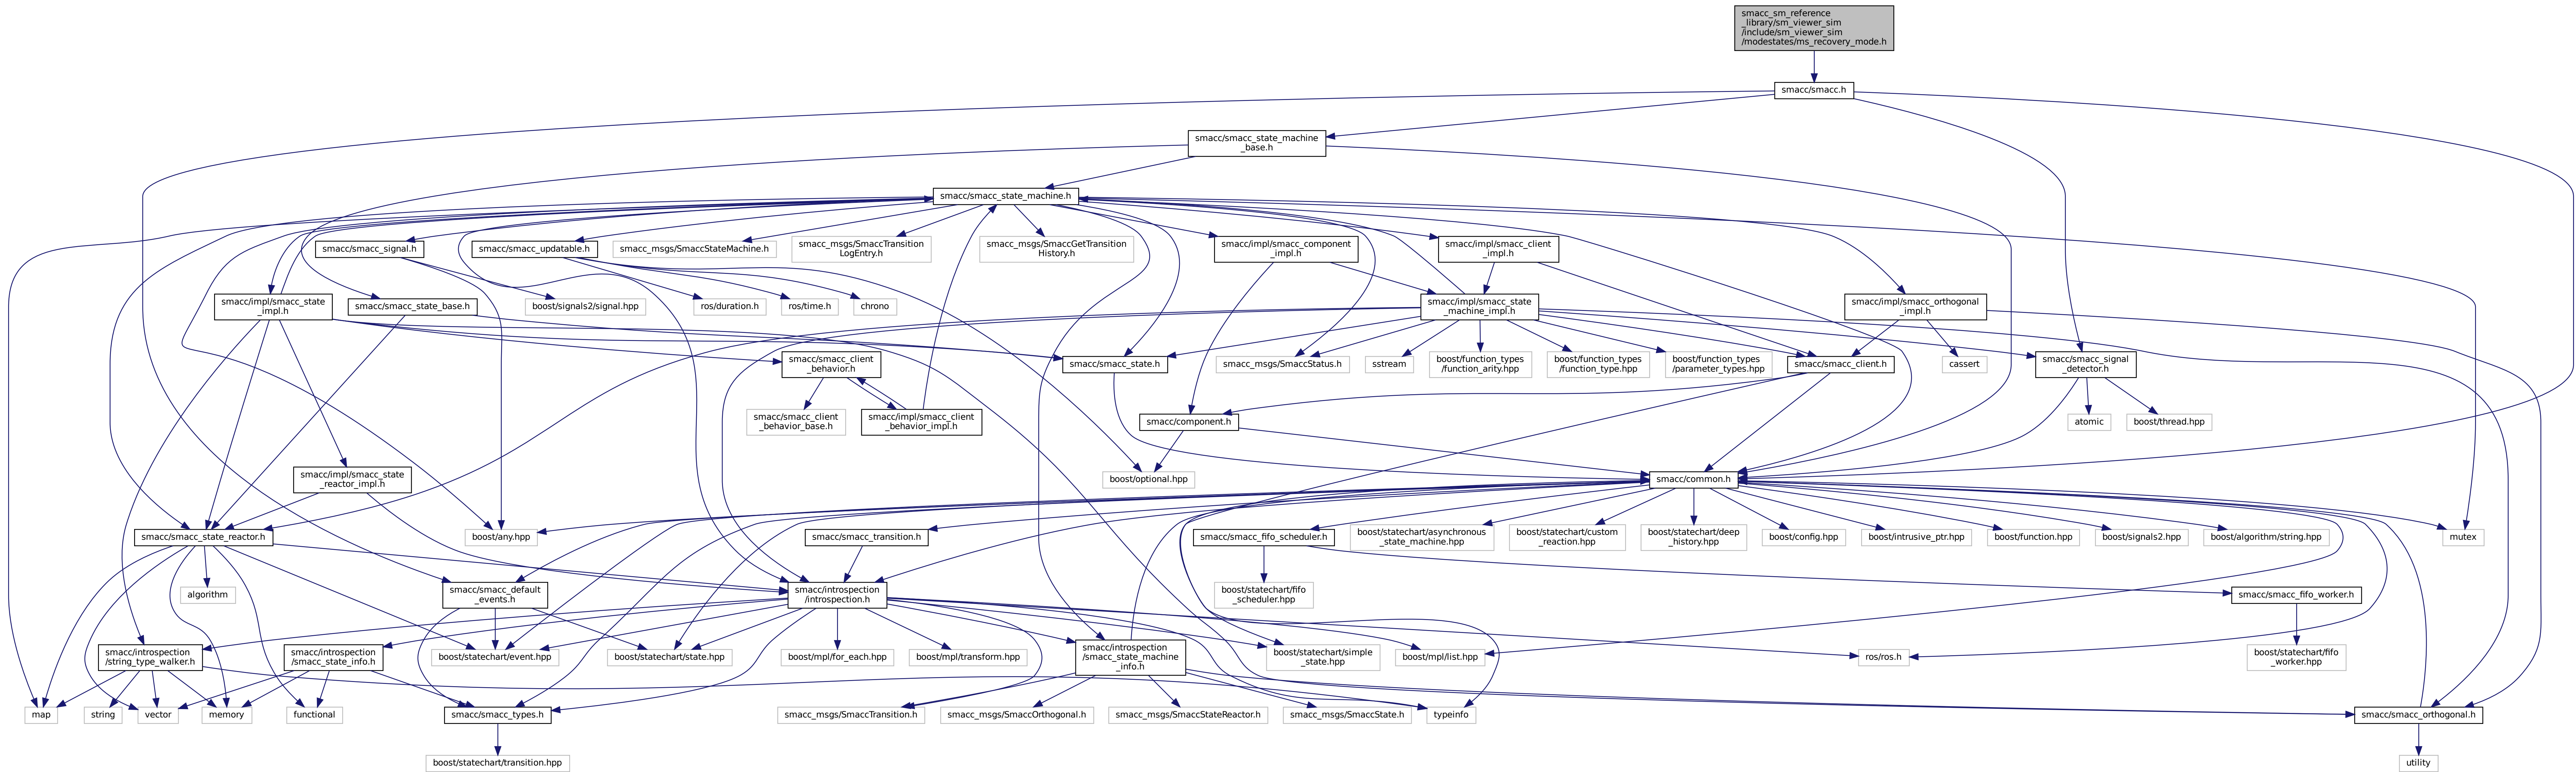 smacc_sm_reference
_library/sm_viewer_sim
/include/sm_viewer_sim
/modestates/ms_recovery_mode.h
smacc/smacc.h
smacc/smacc_state_machine
_base.h
smacc/smacc_state_machine.h
smacc/smacc_signal.h
smacc/smacc_updatable.h
smacc_msgs/SmaccStateMachine.h
smacc_msgs/SmaccTransition
LogEntry.h
smacc_msgs/SmaccGetTransition
History.h
smacc/impl/smacc_component
_impl.h
smacc/impl/smacc_client
_impl.h
smacc/impl/smacc_state
_impl.h
smacc/smacc_state_base.h
boost/signals2/signal.hpp
ros/duration.h
ros/time.h
chrono
smacc/impl/smacc_state
_machine_impl.h
smacc/impl/smacc_orthogonal
_impl.h
smacc/smacc_client
_behavior.h
smacc/smacc_state.h
smacc_msgs/SmaccStatus.h
sstream
boost/function_types
/function_arity.hpp
boost/function_types
/function_type.hpp
boost/function_types
/parameter_types.hpp
smacc/smacc_client.h
cassert
smacc/smacc_signal
_detector.h
smacc/smacc_client
_behavior_base.h
smacc/impl/smacc_client
_behavior_impl.h
smacc/component.h
atomic
boost/thread.hpp
smacc/impl/smacc_state
_reactor_impl.h
boost/optional.hpp
smacc/common.h
smacc/smacc_state_reactor.h
boost/any.hpp
smacc/smacc_transition.h
smacc/smacc_fifo_scheduler.h
boost/statechart/asynchronous
_state_machine.hpp
boost/statechart/custom
_reaction.hpp
boost/statechart/deep
_history.hpp
boost/config.hpp
boost/intrusive_ptr.hpp
boost/function.hpp
boost/signals2.hpp
boost/algorithm/string.hpp
mutex
algorithm
smacc/smacc_default
_events.h
smacc/introspection
/introspection.h
boost/statechart/fifo
_scheduler.hpp
smacc/smacc_fifo_worker.h
smacc/introspection
/string_type_walker.h
smacc/introspection
/smacc_state_info.h
boost/statechart/event.hpp
boost/statechart/state.hpp
boost/mpl/for_each.hpp
boost/mpl/transform.hpp
smacc/introspection
/smacc_state_machine
_info.h
boost/statechart/simple
_state.hpp
boost/mpl/list.hpp
ros/ros.h
boost/statechart/fifo
_worker.hpp
map
string
vector
memory
functional
smacc/smacc_types.h
smacc_msgs/SmaccTransition.h
smacc_msgs/SmaccOrthogonal.h
smacc_msgs/SmaccStateReactor.h
smacc_msgs/SmaccState.h
typeinfo
smacc/smacc_orthogonal.h
boost/statechart/transition.hpp
utility